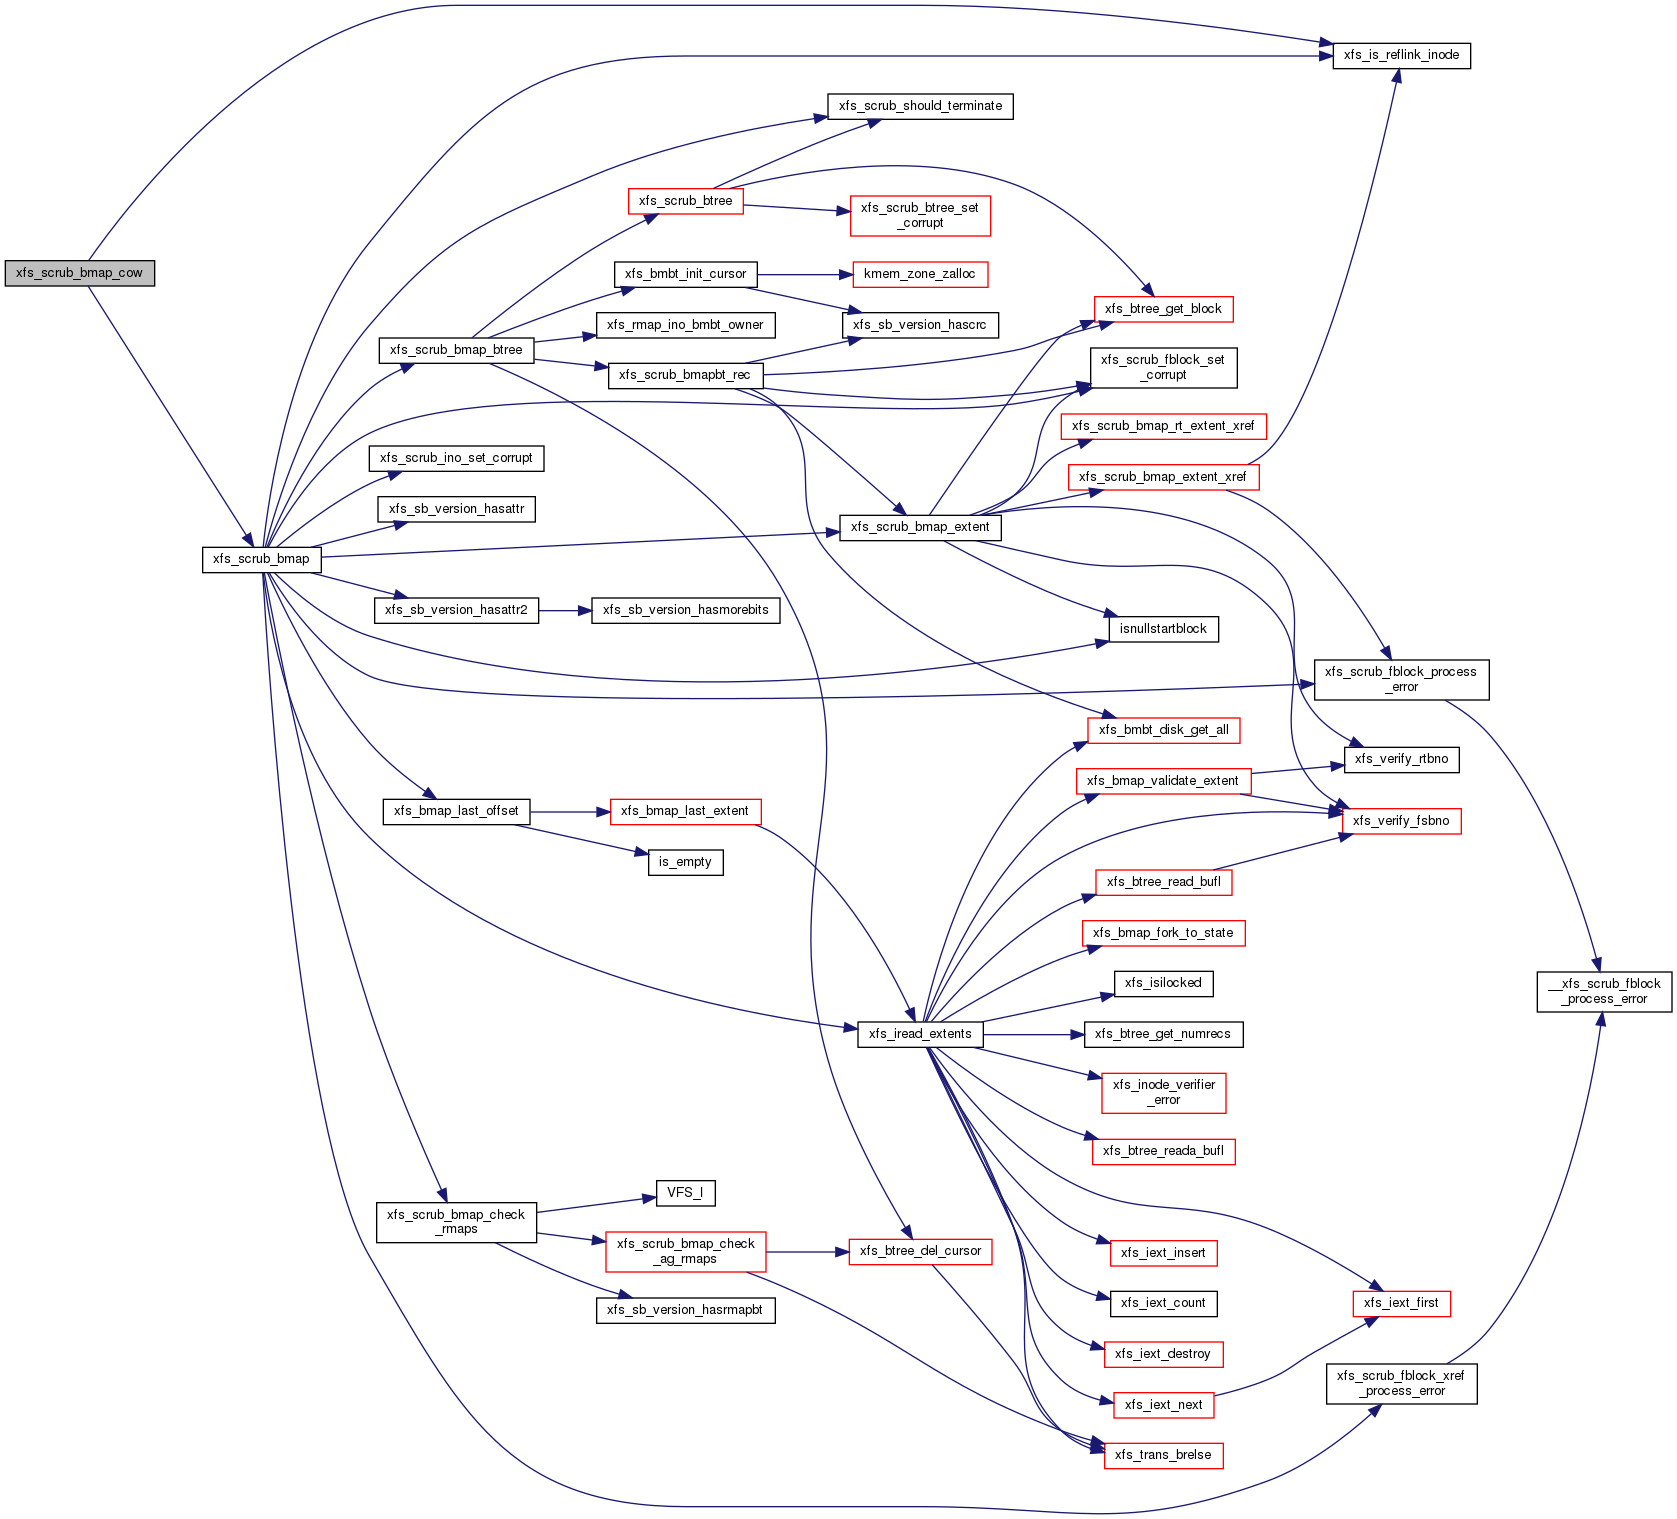 xfs_is_reflink_inode
xfs_scrub_should_terminate
xfs_scrub_btree
xfs_scrub_btree_set
_corrupt
xfs_scrub_bmap_cow
xfs_bmbt_init_cursor
kmem_zone_zalloc
xfs_btree_get_block
xfs_rmap_ino_bmbt_owner
xfs_sb_version_hascrc
xfs_scrub_bmap_btree
xfs_scrub_bmapbt_rec
xfs_scrub_fblock_set
_corrupt
xfs_scrub_bmap_rt_extent_xref
xfs_scrub_ino_set_corrupt
xfs_scrub_bmap_extent_xref
xfs_sb_version_hasattr
xfs_scrub_bmap_extent
xfs_scrub_bmap
xfs_sb_version_hasattr2
xfs_sb_version_hasmorebits
isnullstartblock
xfs_scrub_fblock_process
_error
xfs_bmbt_disk_get_all
xfs_verify_rtbno
xfs_bmap_validate_extent
xfs_bmap_last_offset
xfs_bmap_last_extent
xfs_verify_fsbno
is_empty
xfs_btree_read_bufl
xfs_bmap_fork_to_state
xfs_isilocked
__xfs_scrub_fblock
_process_error
xfs_iread_extents
xfs_btree_get_numrecs
xfs_inode_verifier
_error
xfs_btree_reada_bufl
VFS_I
xfs_scrub_bmap_check
_rmaps
xfs_scrub_bmap_check
_ag_rmaps
xfs_btree_del_cursor
xfs_iext_insert
xfs_sb_version_hasrmapbt
xfs_iext_count
xfs_iext_first
xfs_iext_destroy
xfs_scrub_fblock_xref
_process_error
xfs_iext_next
xfs_trans_brelse